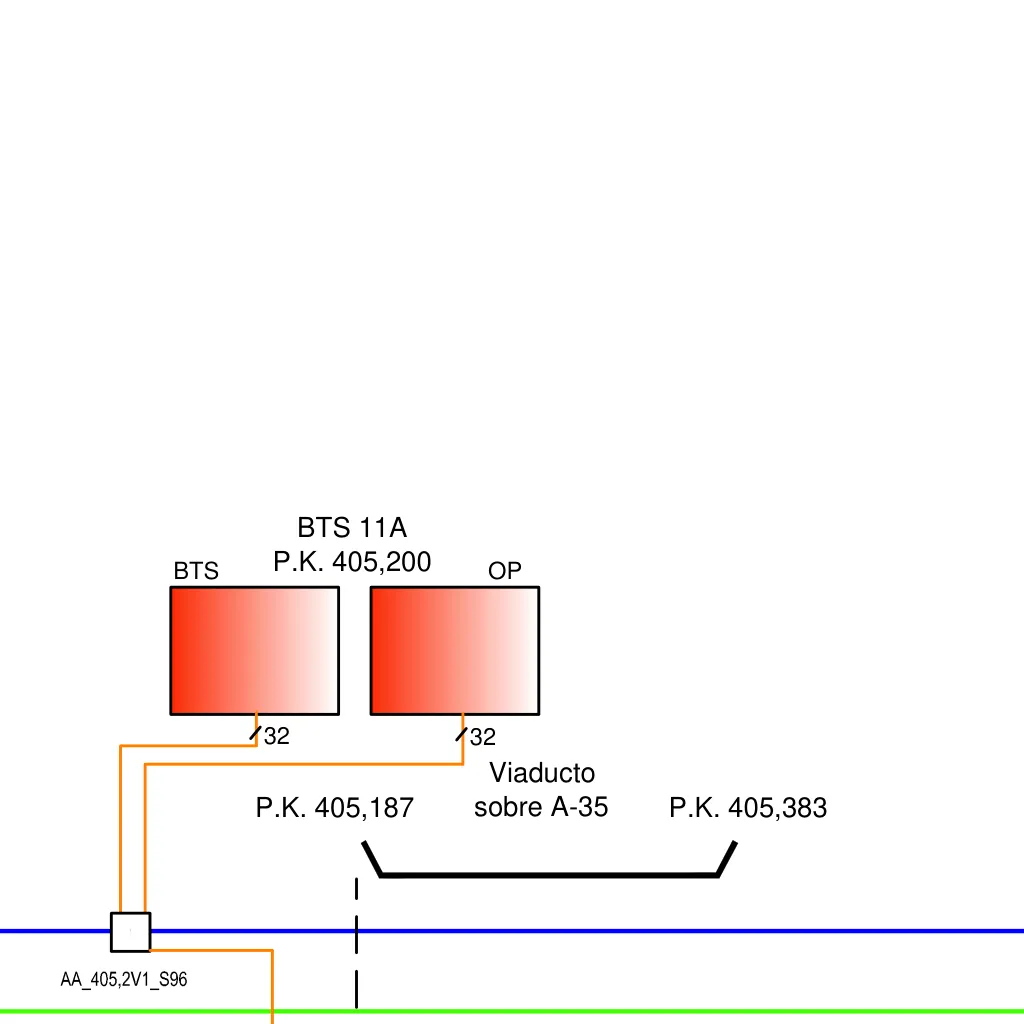 BTS 11A
P.K. 405,200
BTS
OP
32
32
Viaducto
sobre A-35
P.K. 405,187
P.K. 405,383
AA_405,2V1_S96